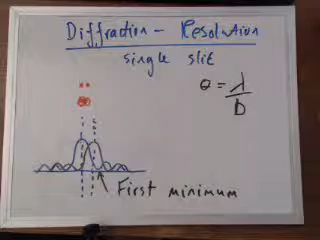 Diffraction - Resolution
single slit
θ = λ/b
First minimum